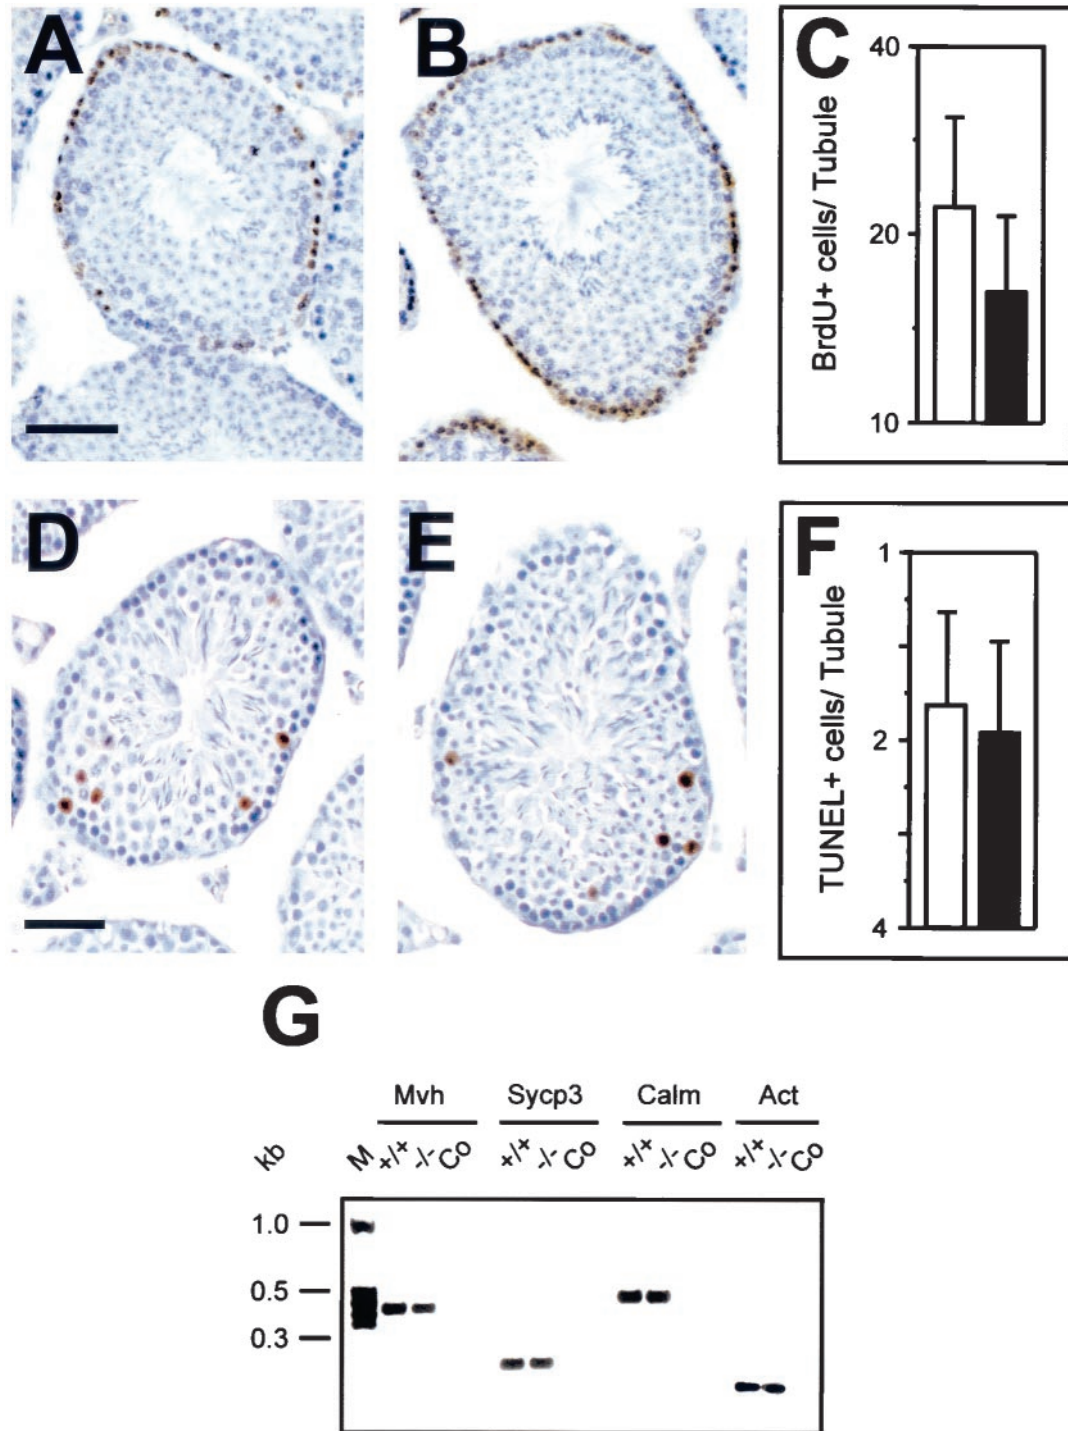 A
B
C
40
20
10
BrdU+ cells/ Tubule
D
E
F
1
2
4
TUNEL+ cells/ Tubule
G
Mvh Sycp3 Calm Act
kb M +/+ -/- Co +/+ -/- Co +/+ -/- Co +/+ -/- Co
1.0
0.5
0.3